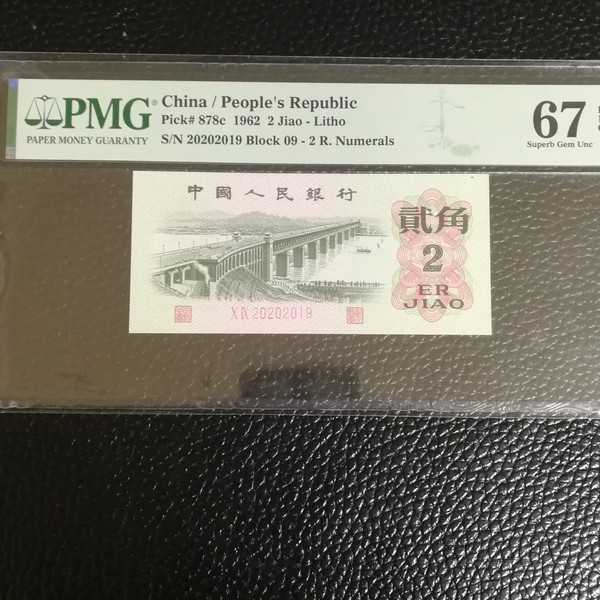 PMG
PAPER MONEY GUARANTY
China / People's Republic
Pick# 878c 1962 2 Jiao - Litho
S/N 20202019 Block 09 - 2 R. Numerals
67
Superb Gem Unc
中國人民銀行
貳角
2
ER
JIAO
X IX 20202019